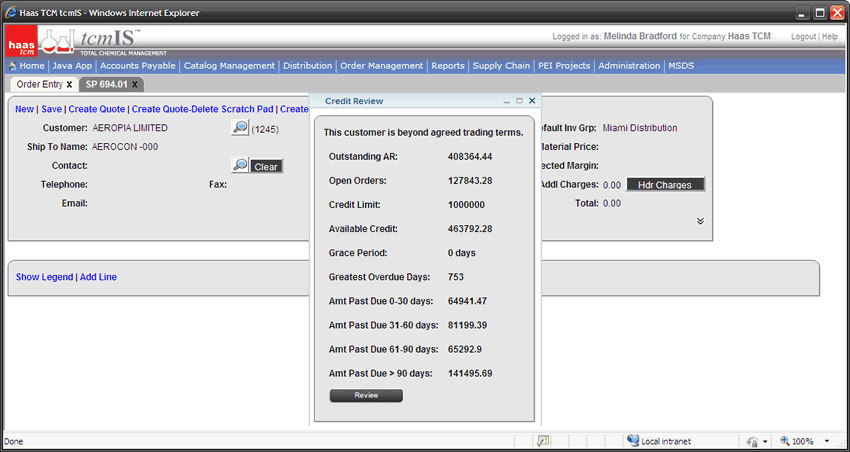 Haas TCM tcmIS - Windows Internet Explorer
haas tcm
tcmIS™
TOTAL CHEMICAL MANAGEMENT
Logged in as: Melinda Bradford for Company Haas TCM
Logout | Help
Home | Java App | Accounts Payable | Catalog Management | Distribution | Order Management | Reports | Supply Chain | PEI Projects | Administration | MSDS
Order Entry x SP 694.01 x
New | Save | Create Quote | Create Quote-Delete Scratch Pad | Create
Customer: AEROPIA LIMITED (1245)
Ship To Name: AEROCON -000
Contact: Clear
Telephone: Fax:
Email:
Credit Review
This customer is beyond agreed trading terms.
Outstanding AR: 408364.44
Open Orders: 127843.28
Credit Limit: 1000000
Available Credit: 463792.28
Grace Period: 0 days
Greatest Overdue Days: 753
Amt Past Due 0-30 days: 64941.47
Amt Past Due 31-60 days: 81199.39
Amt Past Due 61-90 days: 65292.9
Amt Past Due > 90 days: 141495.69
Review
efault Inv Grp: Miami Distribution
Material Price:
ected Margin:
Addl Charges: 0.00 Hdr Charges
Total: 0.00
Show Legend | Add Line
Done
Local intranet
100%